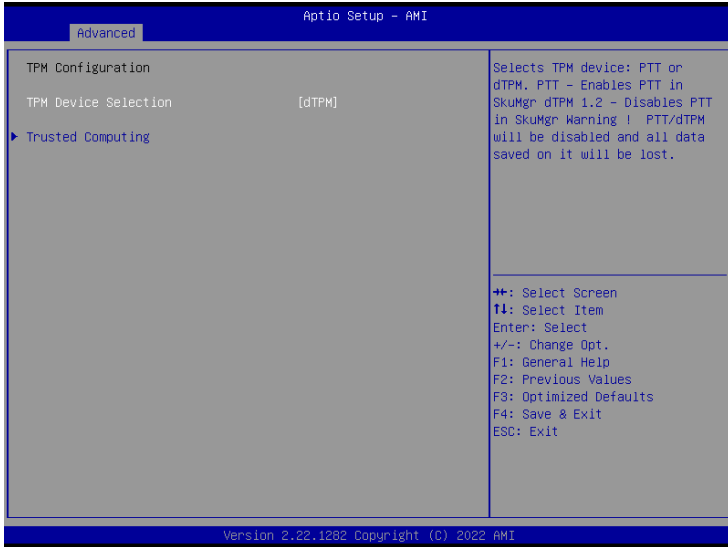 Aptio Setup – AMI
Advanced
TPM Configuration
TPM Device Selection [dTPM]
Trusted Computing
Selects TPM device: PTT or
dTPM. PTT – Enables PTT in
SkuMgr dTPM 1.2 – Disables PTT
in SkuMgr Warning !  PTT/dTPM
will be disabled and all data
saved on it will be lost.
→←: Select Screen
↑↓: Select Item
Enter: Select
+/–: Change Opt.
F1: General Help
F2: Previous Values
F3: Optimized Defaults
F4: Save & Exit
ESC: Exit
Version 2.22.1282 Copyright (C) 2022 AMI